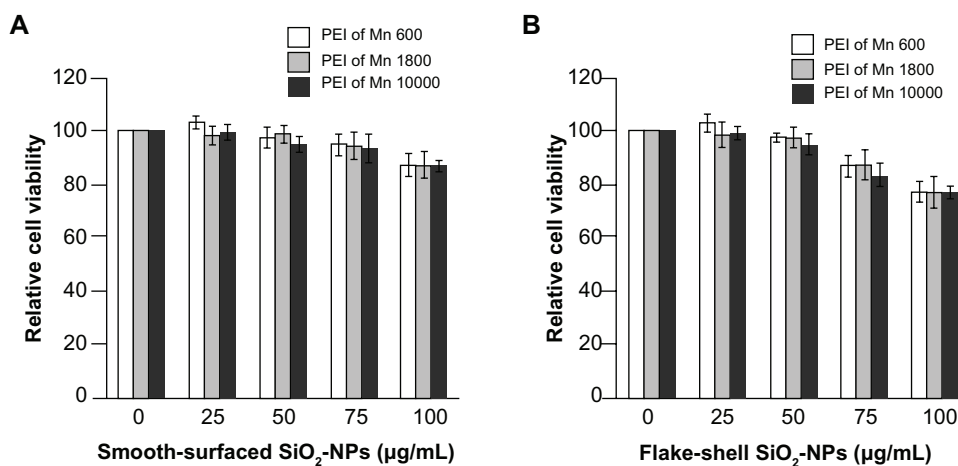 A
PEI of Mn 600
PEI of Mn 1800
PEI of Mn 10000
120
100
80
60
40
20
0
Relative cell viability
0 25 50 75 100
Smooth-surfaced SiO₂-NPs (µg/mL)
B
PEI of Mn 600
PEI of Mn 1800
PEI of Mn 10000
120
100
80
60
40
20
0
Relative cell viability
0 25 50 75 100
Flake-shell SiO₂-NPs (µg/mL)